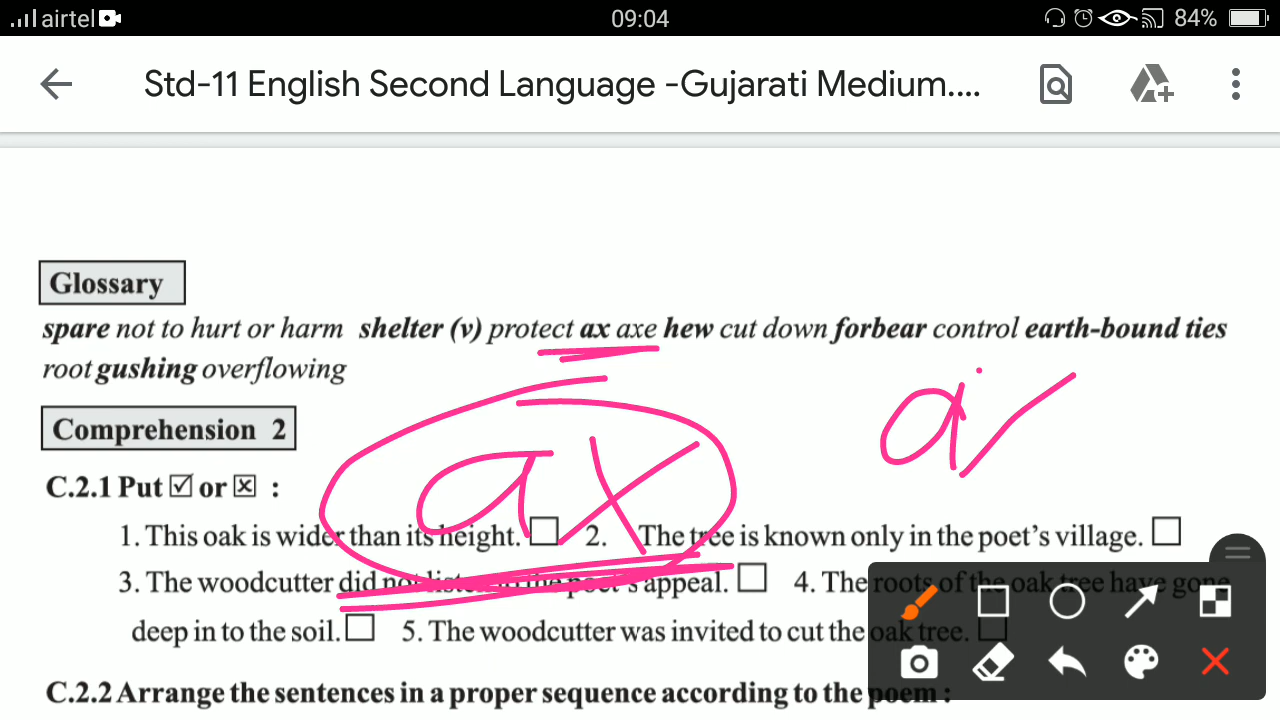 airtel 09:04 84%
Std-11 English Second Language -Gujarati Medium....
Glossary
spare not to hurt or harm shelter (v) protect ax axe hew cut down forbear control earth-bound ties
root gushing overflowing
Comprehension 2
ax
C.2.1 Put ☑ or ☒ :
1. This oak is wider than its height. ☐ 2. The tree is known only in the poet's village. ☐
3. The woodcutter did not listen to the poet's appeal. ☐ 4. The roots of the oak tree have gone
deep in to the soil. ☐ 5. The woodcutter was invited to cut the oak tree. ☐
C.2.2 Arrange the sentences in a proper sequence according to the poem :